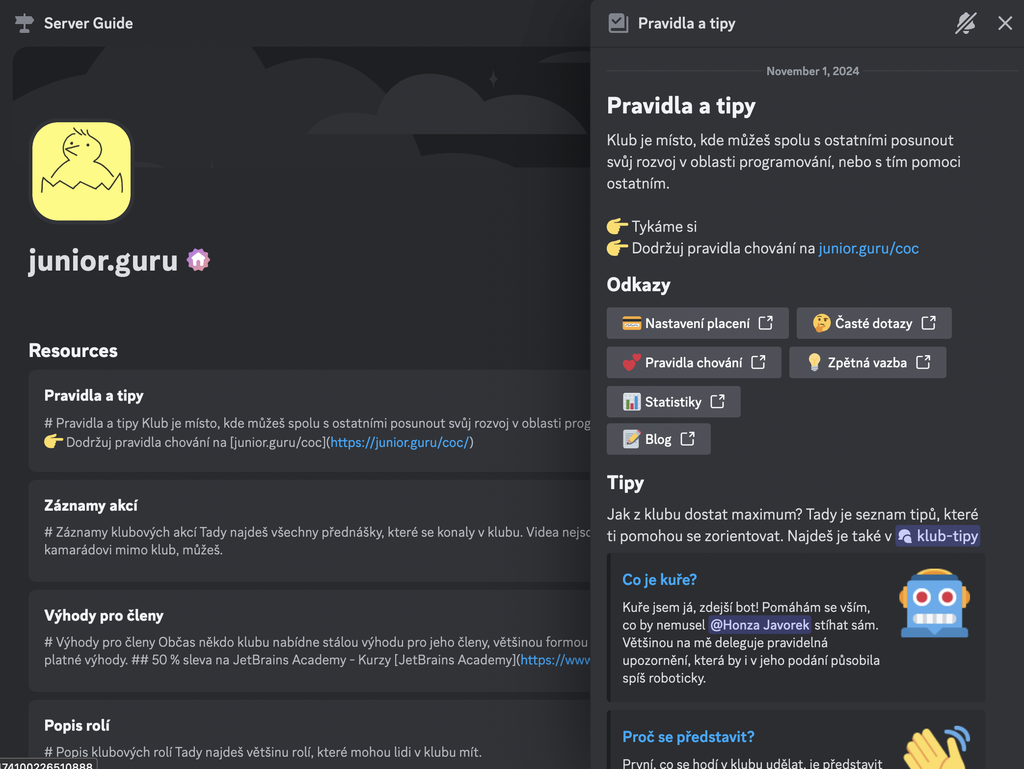 Server Guide
junior.guru
Resources
Pravidla a tipy
# Pravidla a tipy Klub je místo, kde můžeš spolu s ostatními posunout svůj rozvoj v oblasti
👉 Dodržuj pravidla chování na [junior.guru/coc](https://junior.guru/coc/)
Záznamy akcí
# Záznamy klubových akcí Tady najdeš všechny přednášky, které se konaly v klubu. Videa
kamarádovi mimo klub, můžeš.
Výhody pro členy
# Výhody pro členy Občas někdo klubu nabídne stálou výhodu pro jeho členy, většinou formou
platné výhody. ## 50 % sleva na JetBrains Academy - Kurzy [JetBrains Academy](https://www
Popis rolí
# Popis klubových rolí Tady najdeš většinu rolí, které mohou lidi v klubu mít.
Pravidla a tipy
November 1, 2024
Pravidla a tipy
Klub je místo, kde můžeš spolu s ostatními posunout
svůj rozvoj v oblasti programování, nebo s tím pomoci
ostatním.
👉 Tykáme si
👉 Dodržuj pravidla chování na junior.guru/coc
Odkazy
💳 Nastavení placení
🤔 Časté dotazy
💕 Pravidla chování
💡 Zpětná vazba
📊 Statistiky
📝 Blog
Tipy
Jak z klubu dostat maximum? Tady je seznam tipů, které
ti pomohou se zorientovat. Najdeš je také v klub-tipy
Co je kuře?
Kuře jsem já, zdejší bot! Pomáhám se vším,
co by nemusel @Honza Javorek stíhat sám.
Většinou na mě deleguje pravidelná
upozornění, která by i v jeho podání působila
spíš roboticky.
Proč se představit?
První, co se hodí v klubu udělat, je představit